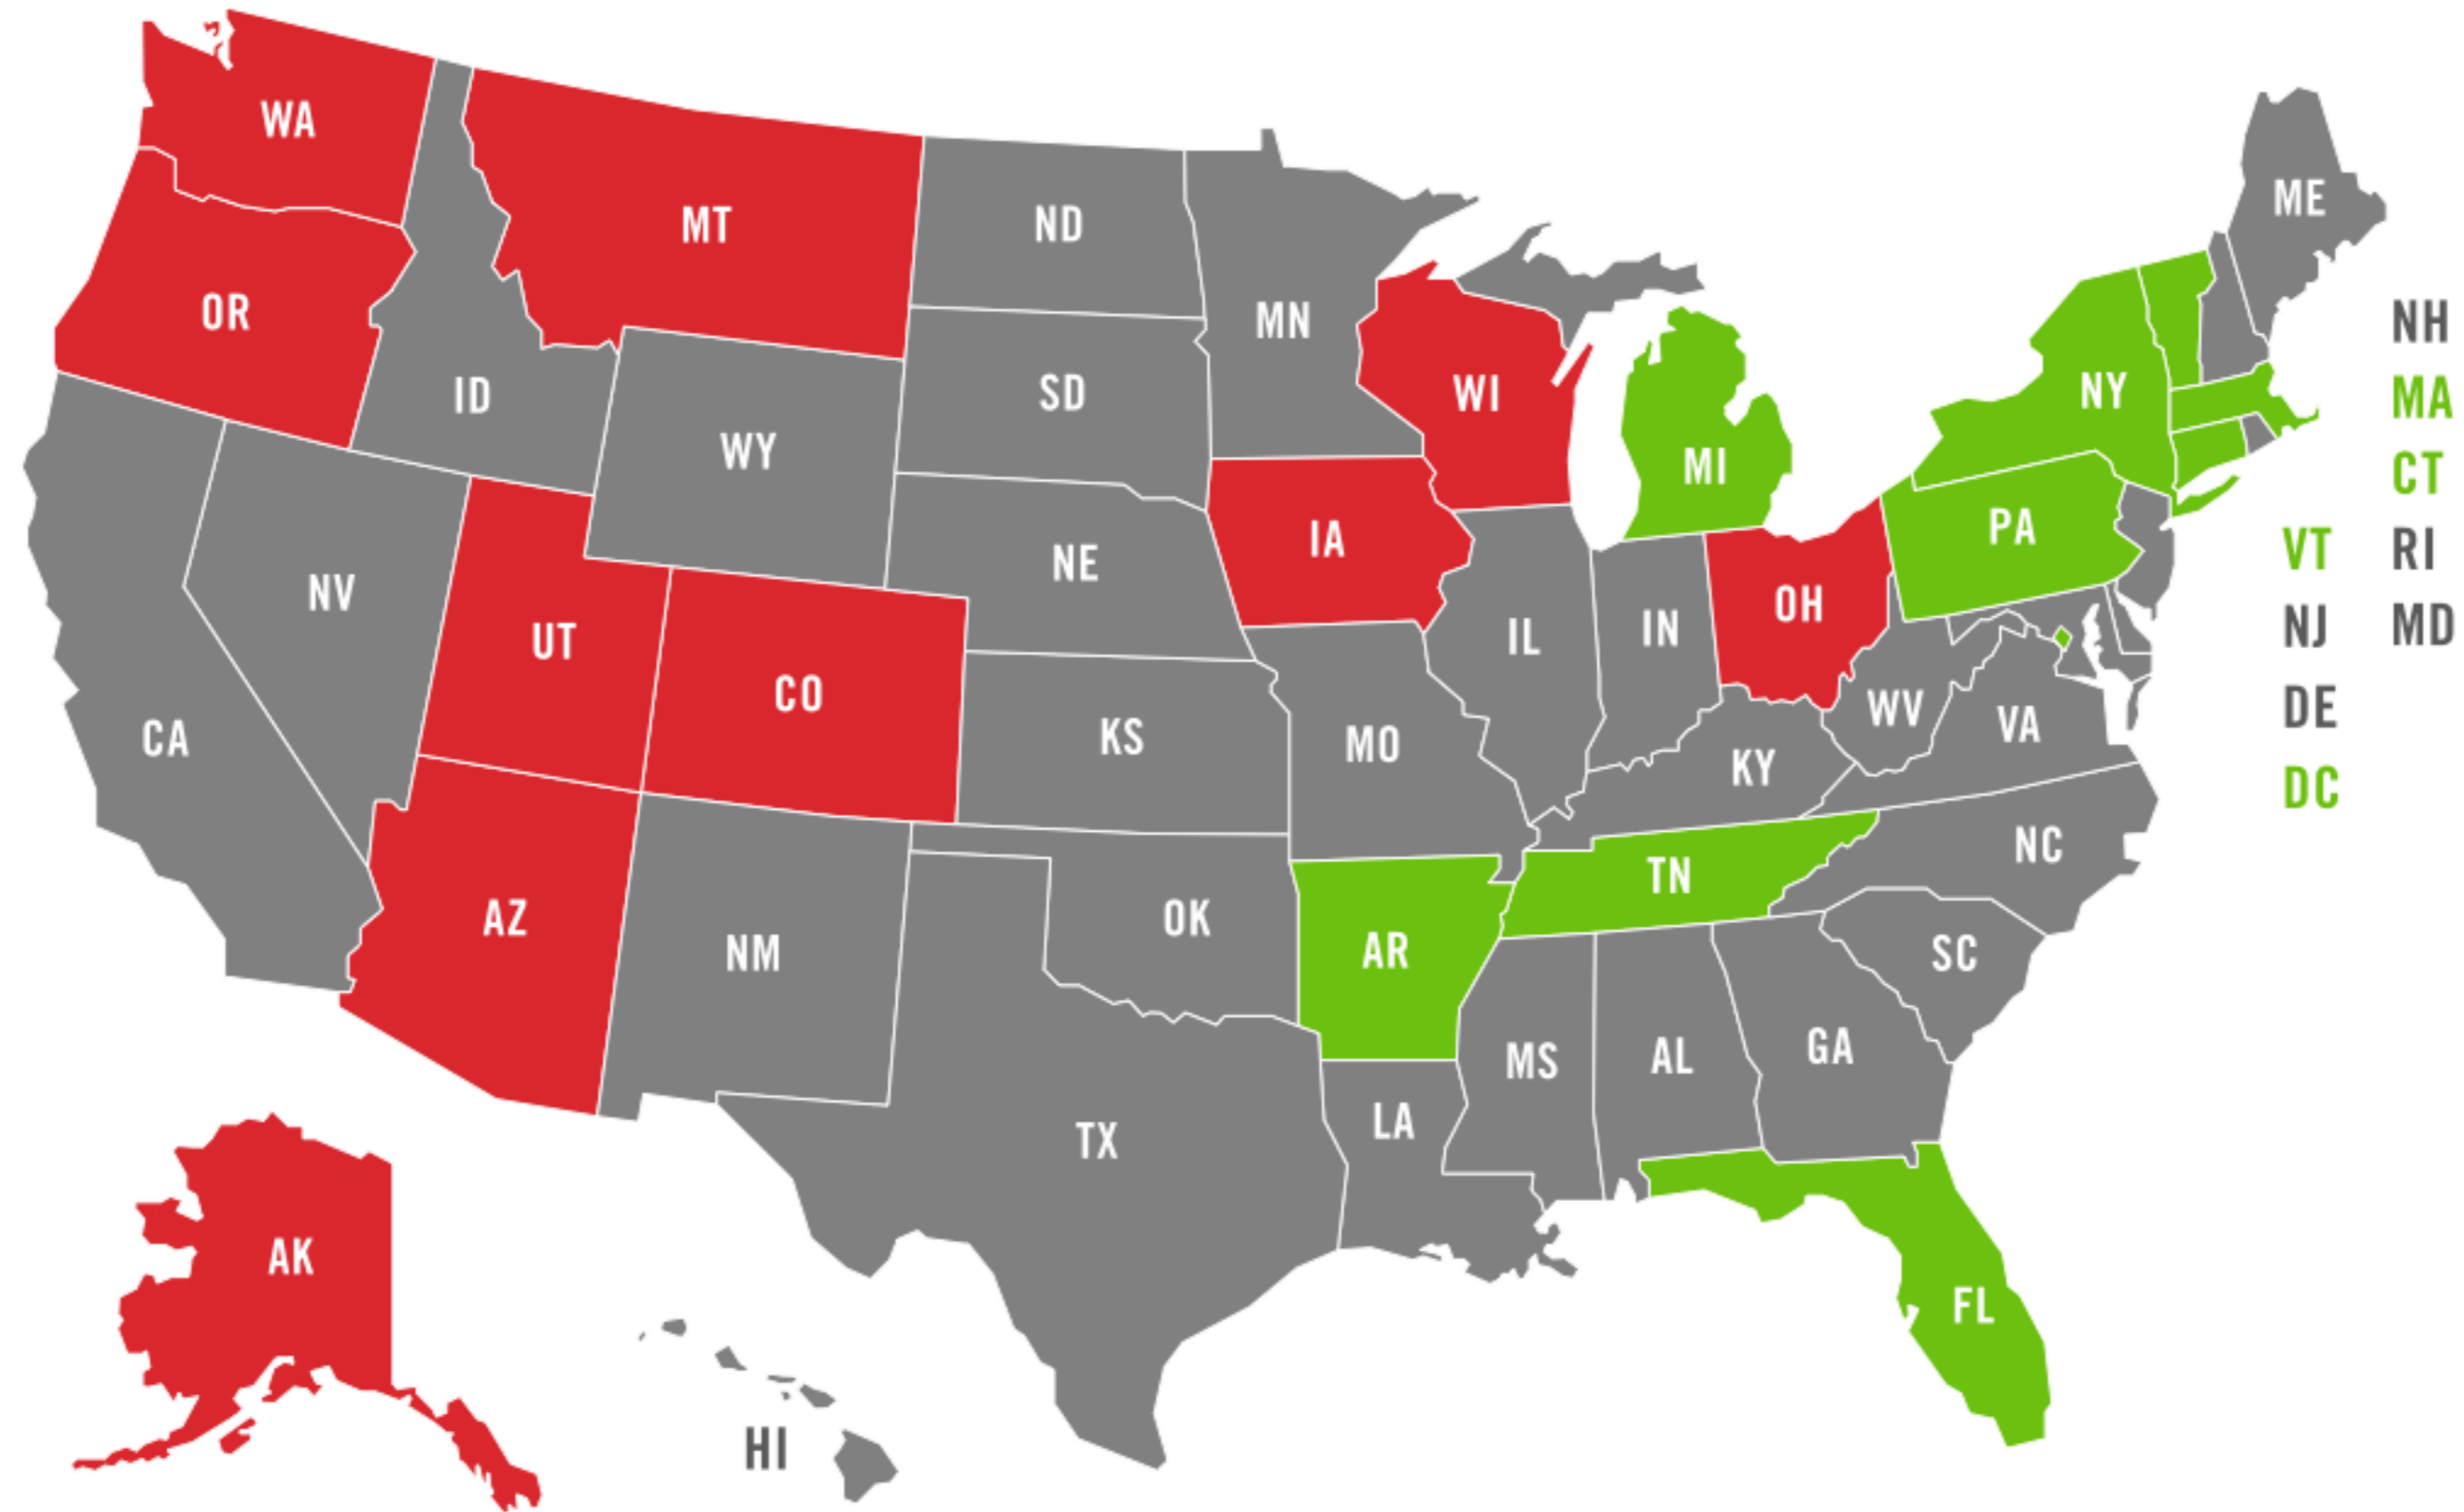 WA
MT
ND
ME
OR
MN
NH
ID
SD
WI
NY
MA
WY
MI
CT
IA
PA
VT
RI
NE
NV
UT
OH
IL
IN
NJ
MD
CO
CA
KS
MO
KY
WV
VA
DE
DC
TN
NC
AZ
NM
OK
AR
SC
MS
AL
GA
LA
TX
AK
FL
HI